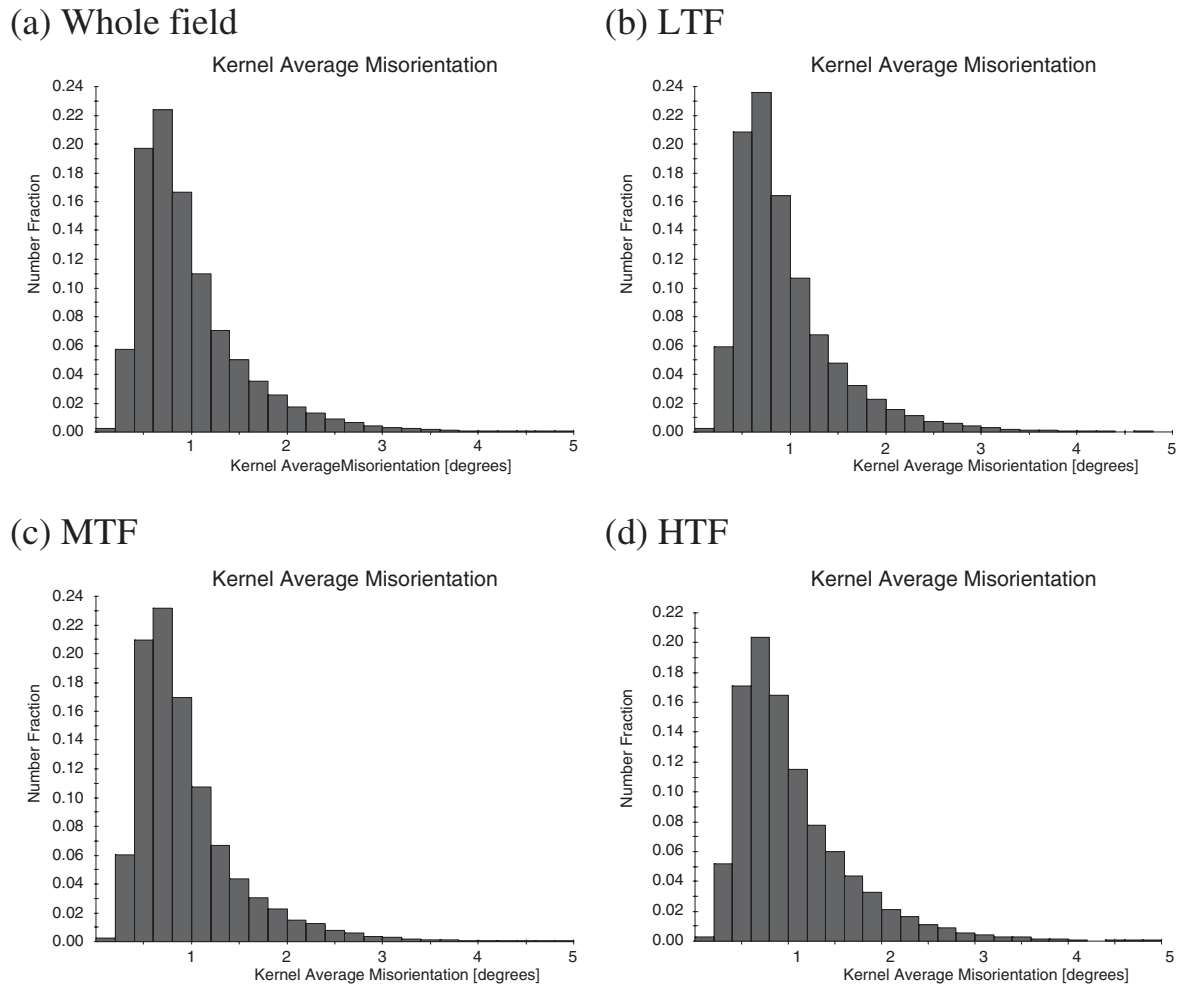 (a) Whole field
Kernel Average Misorientation
Number Fraction
0.24
0.22
0.20
0.18
0.16
0.14
0.12
0.10
0.08
0.06
0.04
0.02
0.00
1 2 3 4 5
Kernel AverageMisorientation [degrees]
(b) LTF
Kernel Average Misorientation
Number Fraction
0.24
0.22
0.20
0.18
0.16
0.14
0.12
0.10
0.08
0.06
0.04
0.02
0.00
1 2 3 4 5
Kernel Average Misorientation [degrees]
(c) MTF
Kernel Average Misorientation
Number Fraction
0.24
0.22
0.20
0.18
0.16
0.14
0.12
0.10
0.08
0.06
0.04
0.02
0.00
1 2 3 4 5
Kernel Average Misorientation [degrees]
(d) HTF
Kernel Average Misorientation
Number Fraction
0.22
0.20
0.18
0.16
0.14
0.12
0.10
0.08
0.06
0.04
0.02
0.00
1 2 3 4 5
Kernel Average Misorientation [degrees]